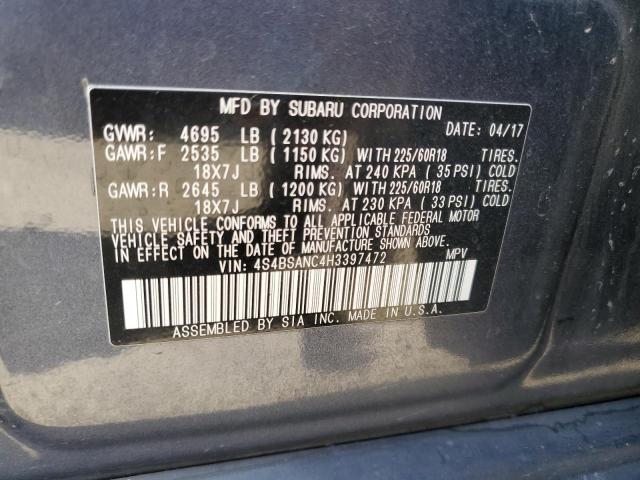 MFD BY SUBARU CORPORATION
GVWR: 4695 LB (2130 KG) DATE: 04/17
GAWR:F 2535 LB (1150 KG) WITH 225/60R18 TIRES.
18X7J RIMS. AT 240 KPA (35 PSI) COLD
GAWR:R 2645 LB (1200 KG) WITH 225/60R18 TIRES.
18X7J RIMS. AT 230 KPA (33 PSI) COLD
THIS VEHICLE CONFORMS TO ALL APPLICABLE FEDERAL MOTOR
VEHICLE SAFETY AND THEFT PREVENTION STANDARDS
IN EFFECT ON THE DATE OF MANUFACTURE SHOWN ABOVE.
VIN: 4S4BSANC4H3397472 MPV
ASSEMBLED BY SIA INC. MADE IN U.S.A.